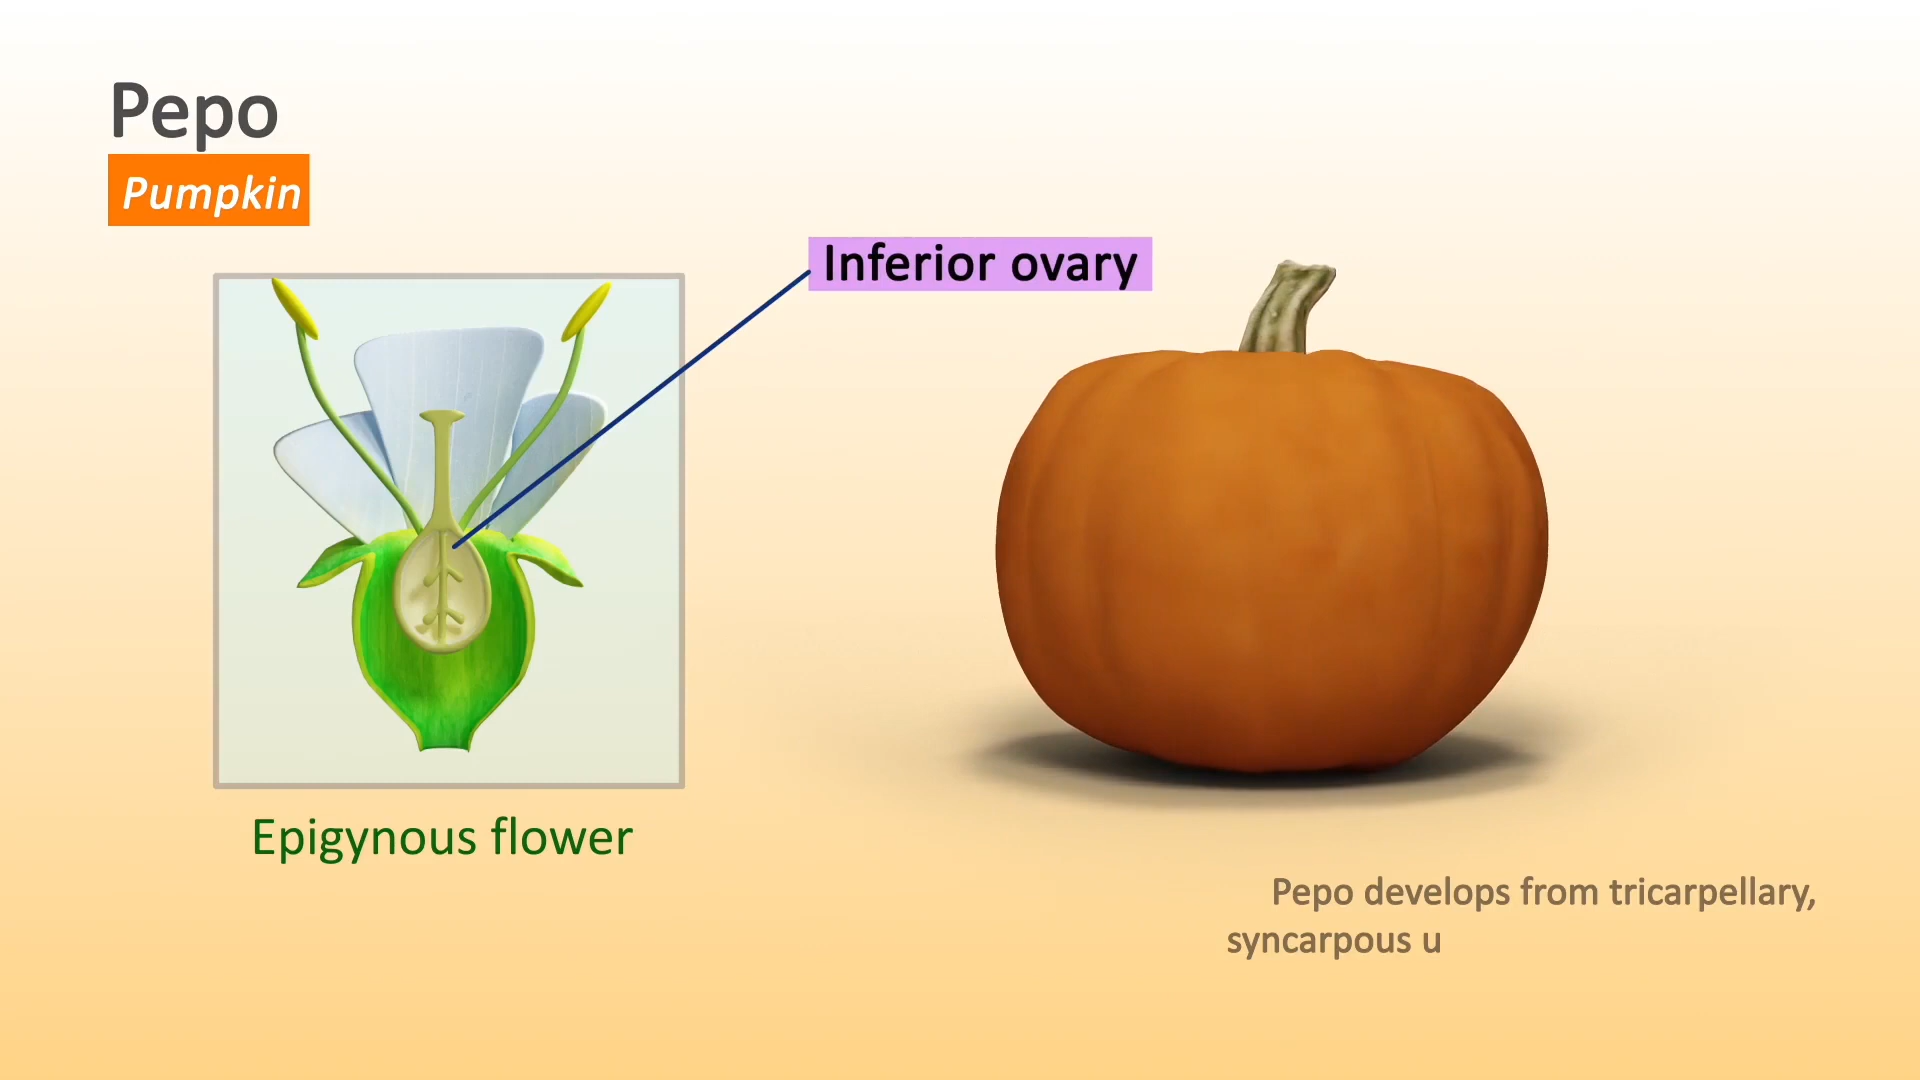 Pepo
Pumpkin
Inferior ovary
Epigynous flower
Pepo develops from tricarpellary,
syncarpous u